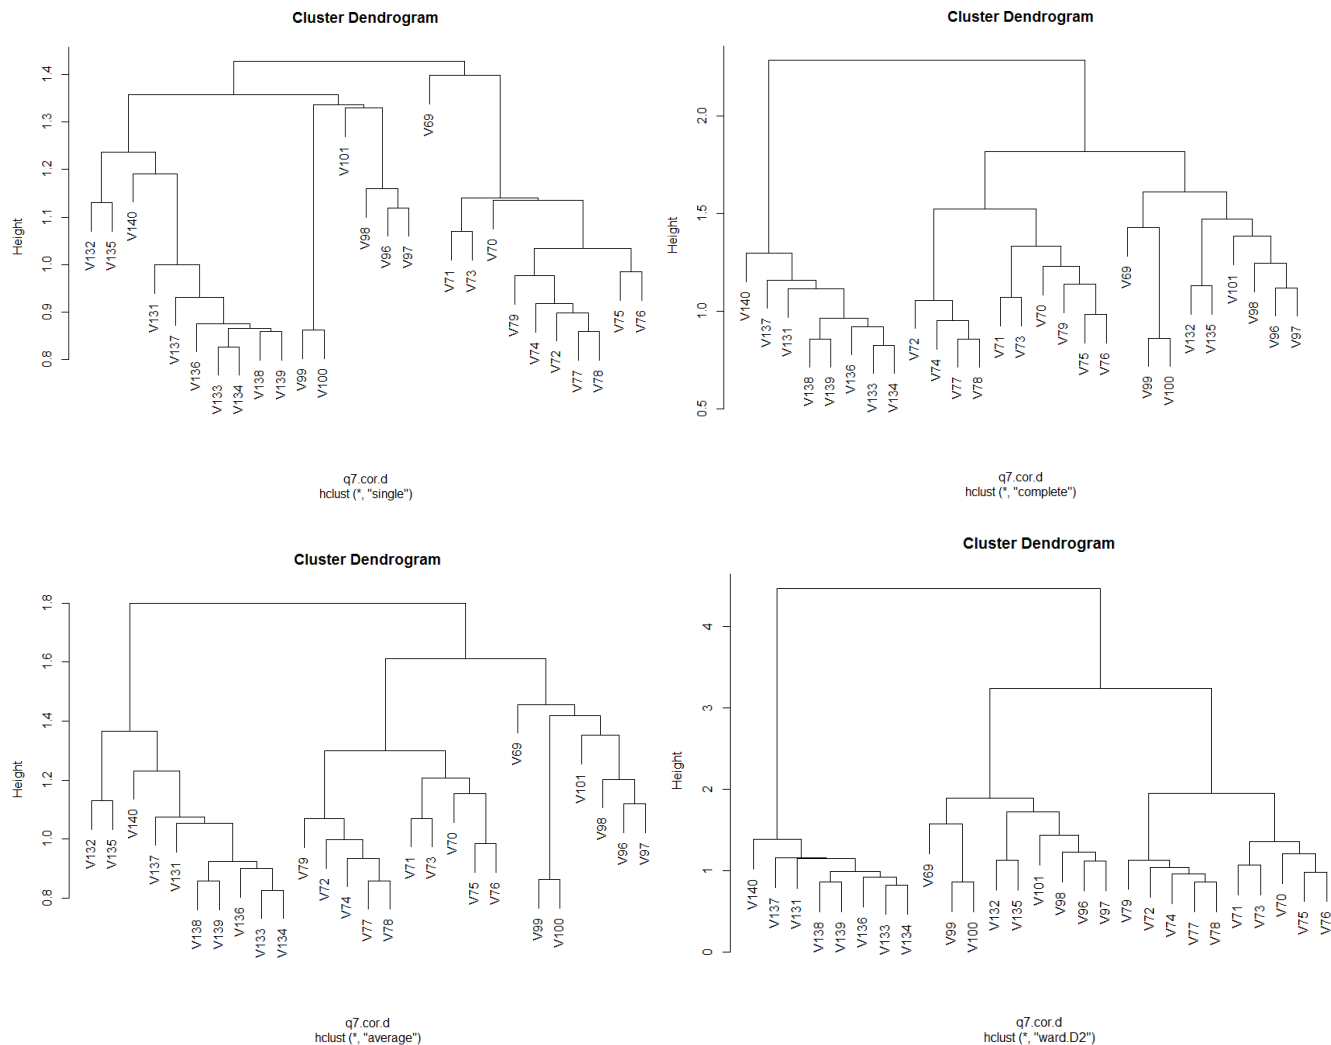 Cluster Dendrogram
Height
1.4
1.3
1.2
1.1
1.0
0.9
0.8
V132
V135
V140
V131
V137
V136
V133
V134
V138
V139
V99
V100
V101
V98
V96
V97
V69
V71
V73
V70
V79
V74
V72
V77
V78
V75
V76
q7.cor.d
hclust (*, "single")
Cluster Dendrogram
Height
2.0
1.5
1.0
0.5
V140
V137
V131
V138
V139
V136
V133
V134
V72
V74
V77
V78
V71
V73
V70
V79
V75
V76
V69
V99
V100
V132
V135
V101
V98
V96
V97
q7.cor.d
hclust (*, "complete")
Cluster Dendrogram
Height
1.8
1.6
1.4
1.2
1.0
0.8
V132
V135
V140
V137
V131
V138
V139
V136
V133
V134
V79
V72
V74
V77
V78
V71
V73
V70
V75
V76
V69
V99
V100
V101
V98
V96
V97
q7.cor.d
hclust (*, "average")
Cluster Dendrogram
Height
4
3
2
1
0
V140
V137
V131
V138
V139
V136
V133
V134
V69
V99
V100
V132
V135
V101
V98
V96
V97
V79
V72
V74
V77
V78
V71
V73
V70
V75
V76
q7.cor.d
hclust (*, "ward.D2")